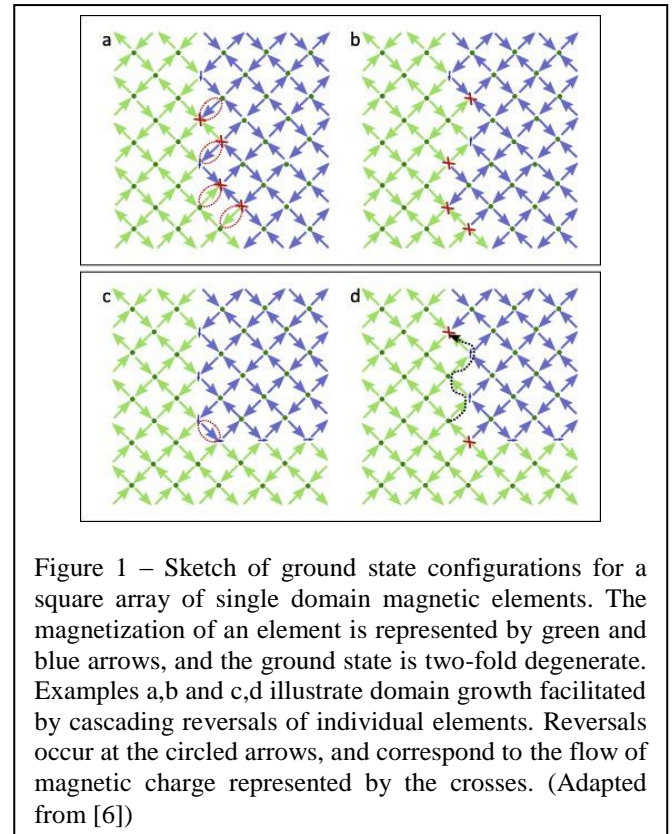 a
b
c
d
Figure 1 – Sketch of ground state configurations for a
square array of single domain magnetic elements. The
magnetization of an element is represented by green and
blue arrows, and the ground state is two-fold degenerate.
Examples a,b and c,d illustrate domain growth facilitated
by cascading reversals of individual elements. Reversals
occur at the circled arrows, and correspond to the flow of
magnetic charge represented by the crosses. (Adapted
from [6])